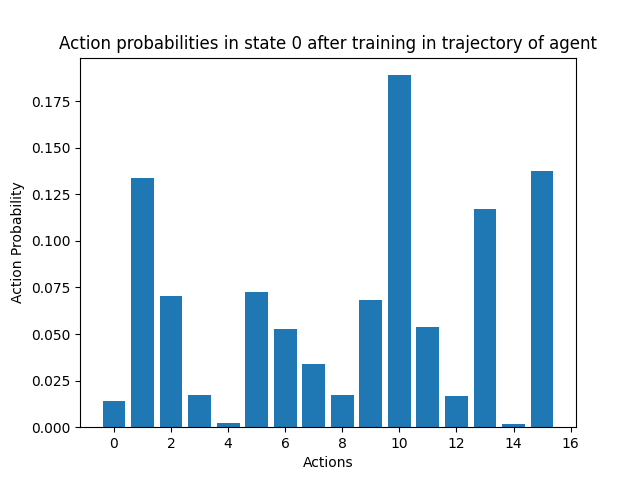 Action probabilities in state 0 after training in trajectory of agent
0.175
0.150
0.125
0.100
0.075
0.050
0.025
0.000
Action Probability
0 2 4 6 8 10 12 14 16
Actions